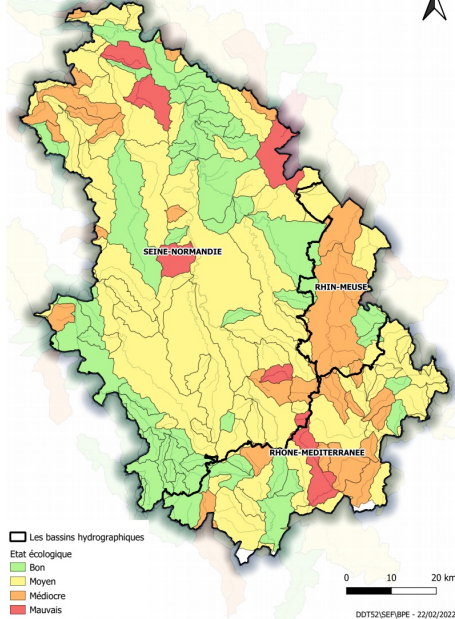 SEINE-NORMANDIE
RHIN-MEUSE
RHONE-MEDITERRANEE
Les bassins hydrographiques
Etat écologique
Bon
Moyen
Médiocre
Mauvais
0 10 20 km
DDT52\SEF\BPE - 22/02/2022